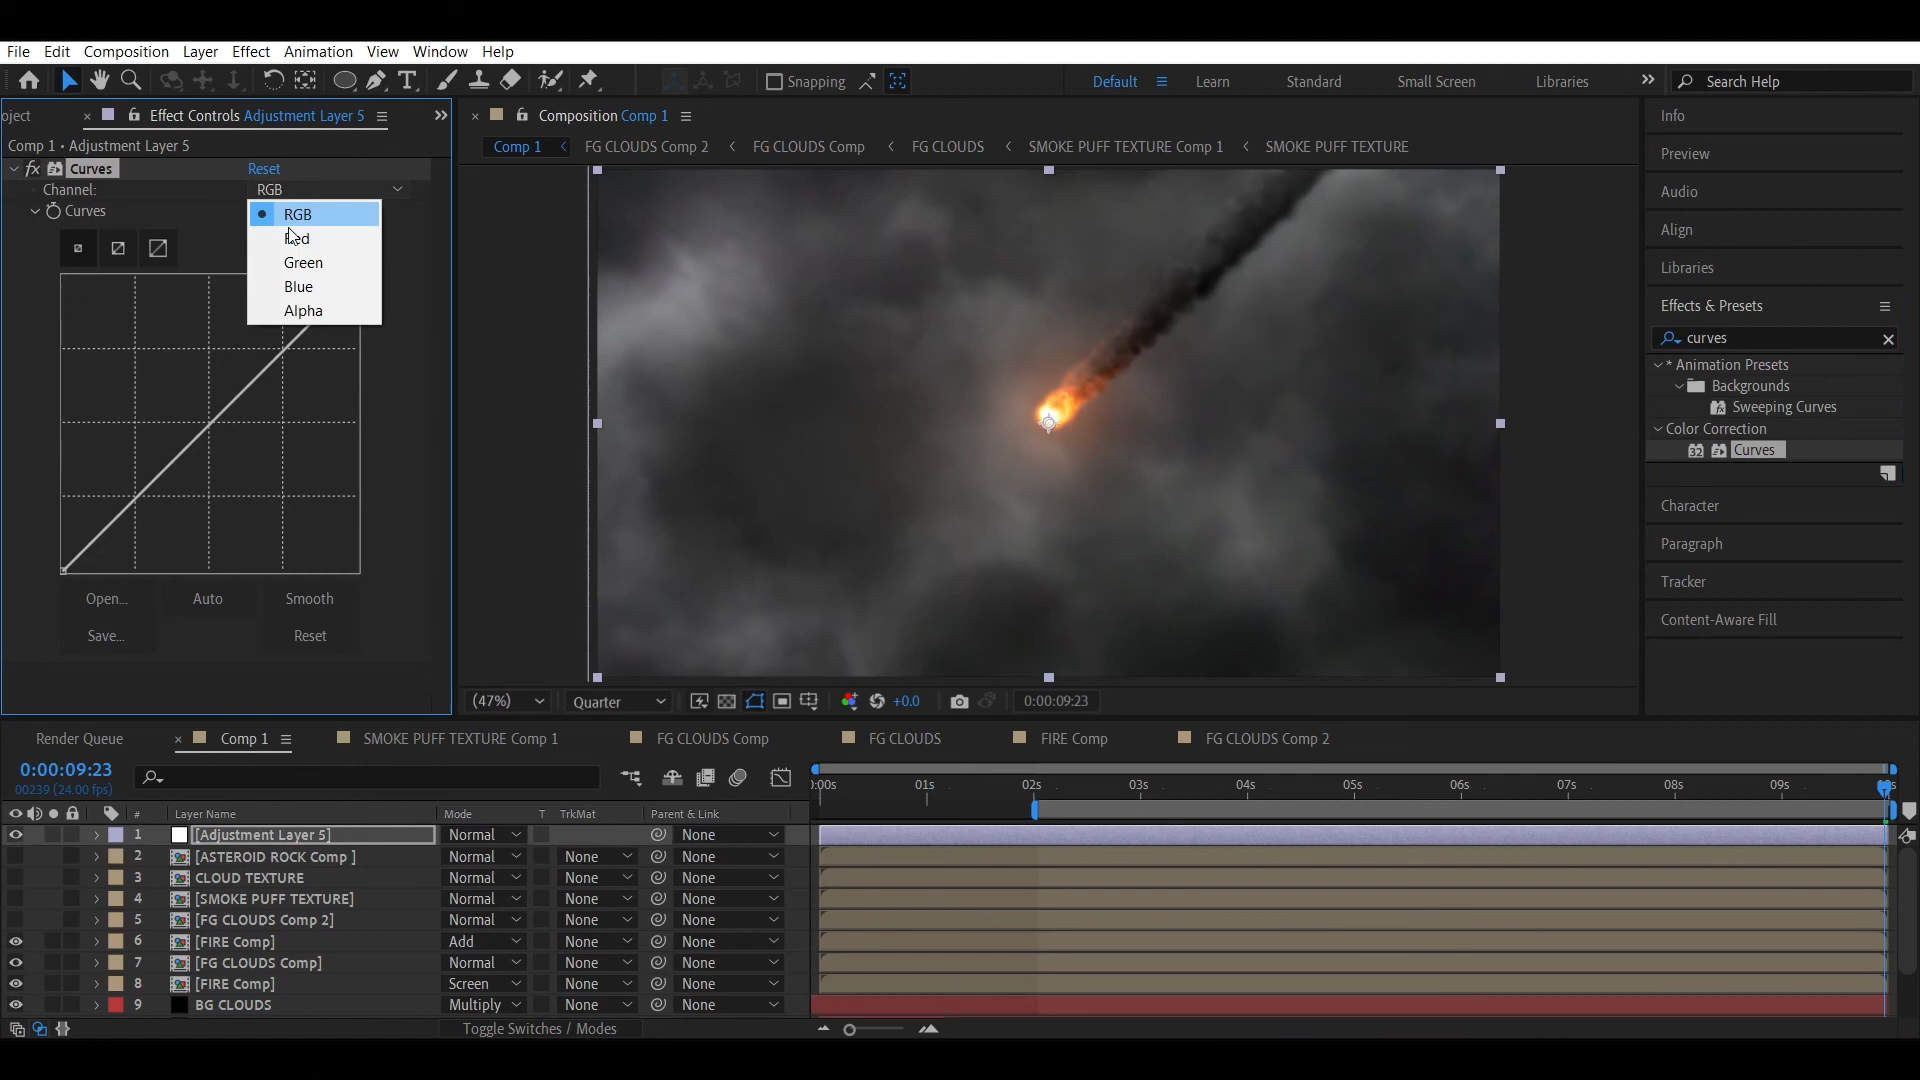 File Edit Composition Layer Effect Animation View Window Help
Snapping Default Learn Standard Small Screen Libraries Search Help
oject Effect Controls Adjustment Layer 5
Composition Comp 1
Info
Comp 1 • Adjustment Layer 5
Comp 1 FG CLOUDS Comp 2 FG CLOUDS Comp FG CLOUDS SMOKE PUFF TEXTURE Comp 1 SMOKE PUFF TEXTURE
Preview
fx Curves Reset
Channel: RGB
Audio
Curves
RGB
Red
Green
Blue
Alpha
Align
Libraries
Effects & Presets
curves
* Animation Presets
Backgrounds
Sweeping Curves
Color Correction
32 Curves
Character
Paragraph
Tracker
Content-Aware Fill
Open... Auto Smooth
Save... Reset
(47%) Quarter +0.0 0:00:09:23
Render Queue Comp 1 SMOKE PUFF TEXTURE Comp 1 FG CLOUDS Comp FG CLOUDS FIRE Comp FG CLOUDS Comp 2
0:00:09:23
00239 (24.00 fps)
:00s 01s 02s 03s 04s 05s 06s 07s 08s 09s
# Layer Name Mode T TrkMat Parent & Link
1 [Adjustment Layer 5] Normal None
2 [ASTEROID ROCK Comp ] Normal None None
3 CLOUD TEXTURE Normal None None
4 [SMOKE PUFF TEXTURE] Normal None None
5 [FG CLOUDS Comp 2] Normal None None
6 [FIRE Comp] Add None None
7 [FG CLOUDS Comp] Normal None None
8 [FIRE Comp] Screen None None
9 BG CLOUDS Multiply None None
Toggle Switches / Modes